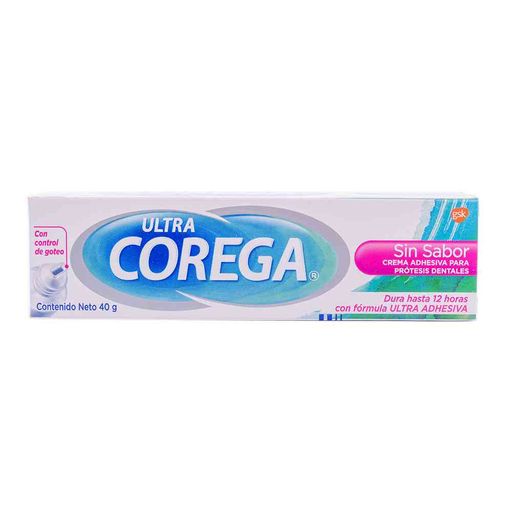 Con
control
de goteo
ULTRA
COREGA®
Contenido Neto 40 g
gsk
Sin Sabor
CREMA ADHESIVA PARA
PRÓTESIS DENTALES
Dura hasta 12 horas
con fórmula ULTRA ADHESIVA